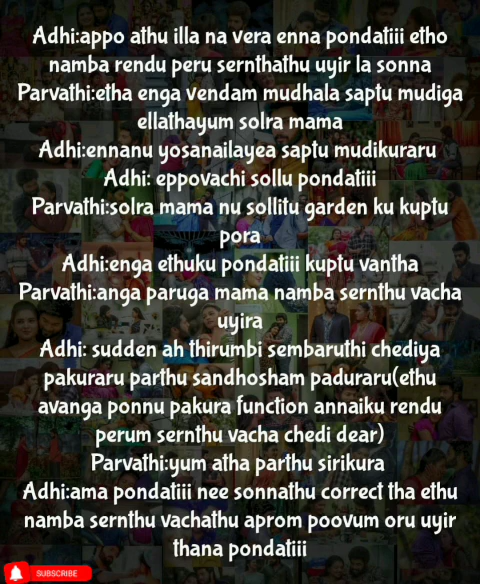 Adhi:appo athu illa na vera enna pondatiii etho
namba rendu peru sernthathu uyir la sonna
Parvathi:etha enga vendam mudhala saptu mudiga
ellathayum solra mama
Adhi:ennanu yosanailayea saptu mudikuraru
Adhi: eppovachi sollu pondatiii
Parvathi:solra mama nu sollitu garden ku kuptu
pora
Adhi:enga ethuku pondatiii kuptu vantha
Parvathi:anga paruga mama namba sernthu vacha
uyira
Adhi: sudden ah thirumbi sembaruthi chediya
pakuraru parthu sandhosham paduraru(ethu
avanga ponnu pakura function annaiku rendu
perum sernthu vacha chedi dear)
Parvathi:yum atha parthu sirikura
Adhi:ama pondatiii nee sonnathu correct tha ethu
namba sernthu vachathu aprom poovum oru uyir
thana pondatiii
SUBSCRIBE